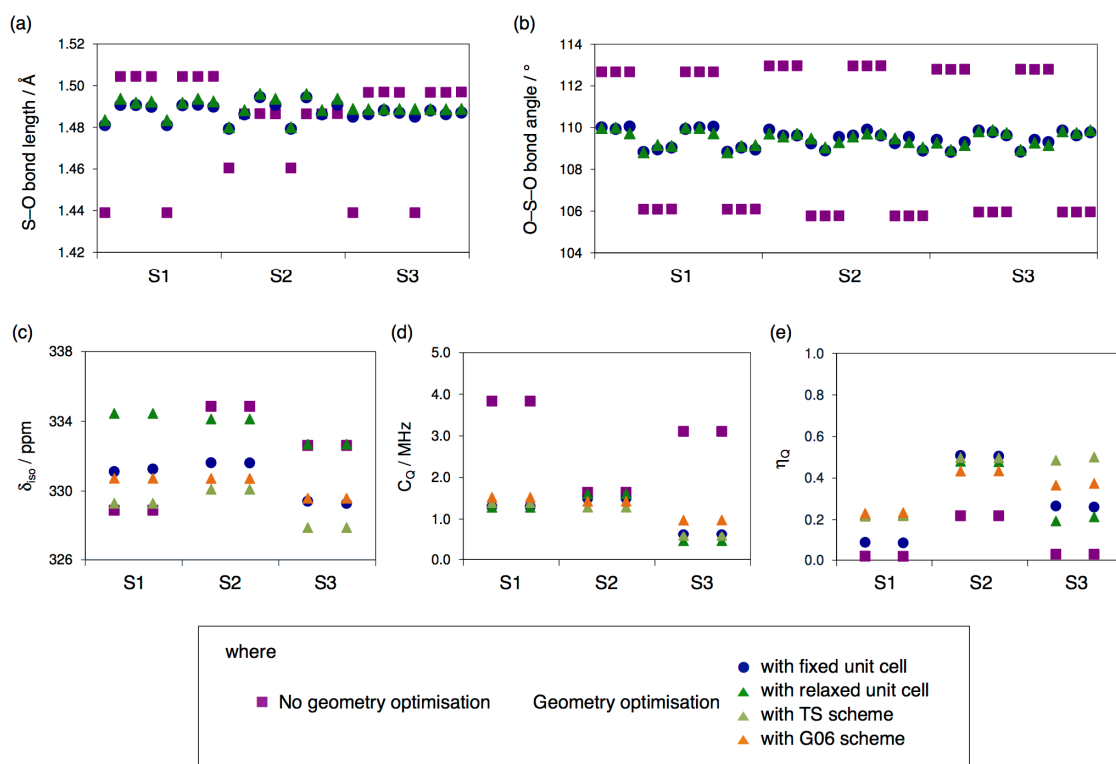 (a)
(b)
S–O bond length / Å
1.52
1.50
1.48
1.46
1.44
1.42
S1
S2
S3
O–S–O bond angle / °
114
112
110
108
106
104
S1
S2
S3
(c)
(d)
(e)
δiso / ppm
338
334
330
326
S1
S2
S3
CQ / MHz
5.0
4.0
3.0
2.0
1.0
0.0
S1
S2
S3
ηQ
1.0
0.8
0.6
0.4
0.2
0.0
S1
S2
S3
where
No geometry optimisation
Geometry optimisation
with fixed unit cell
with relaxed unit cell
with TS scheme
with G06 scheme